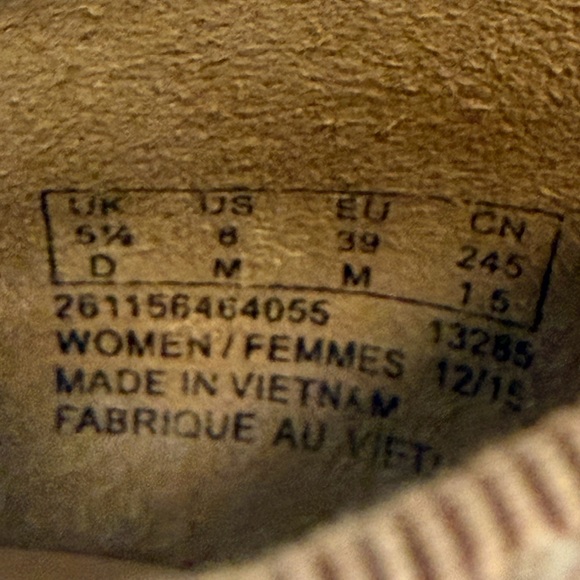 UK US EU CN
5½ 8 39 245
D M M 1.5
261156464055 13285
WOMEN / FEMMES 12/15
MADE IN VIETNAM
FABRIQUE AU